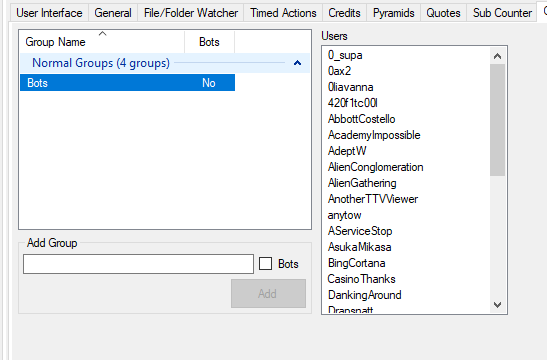 User Interface General File/Folder Watcher Timed Actions Credits Pyramids Quotes Sub Counter
Group Name Bots
Normal Groups (4 groups)
Bots No
Add Group
Bots
Add
Users
0_supa
0ax2
0liavanna
420f1tc00l
AbbottCostello
AcademyImpossible
AdeptW
AlienConglomeration
AlienGathering
AnotherTTVViewer
anytow
AServiceStop
AsukaMikasa
BingCortana
CasinoThanks
DankingAround